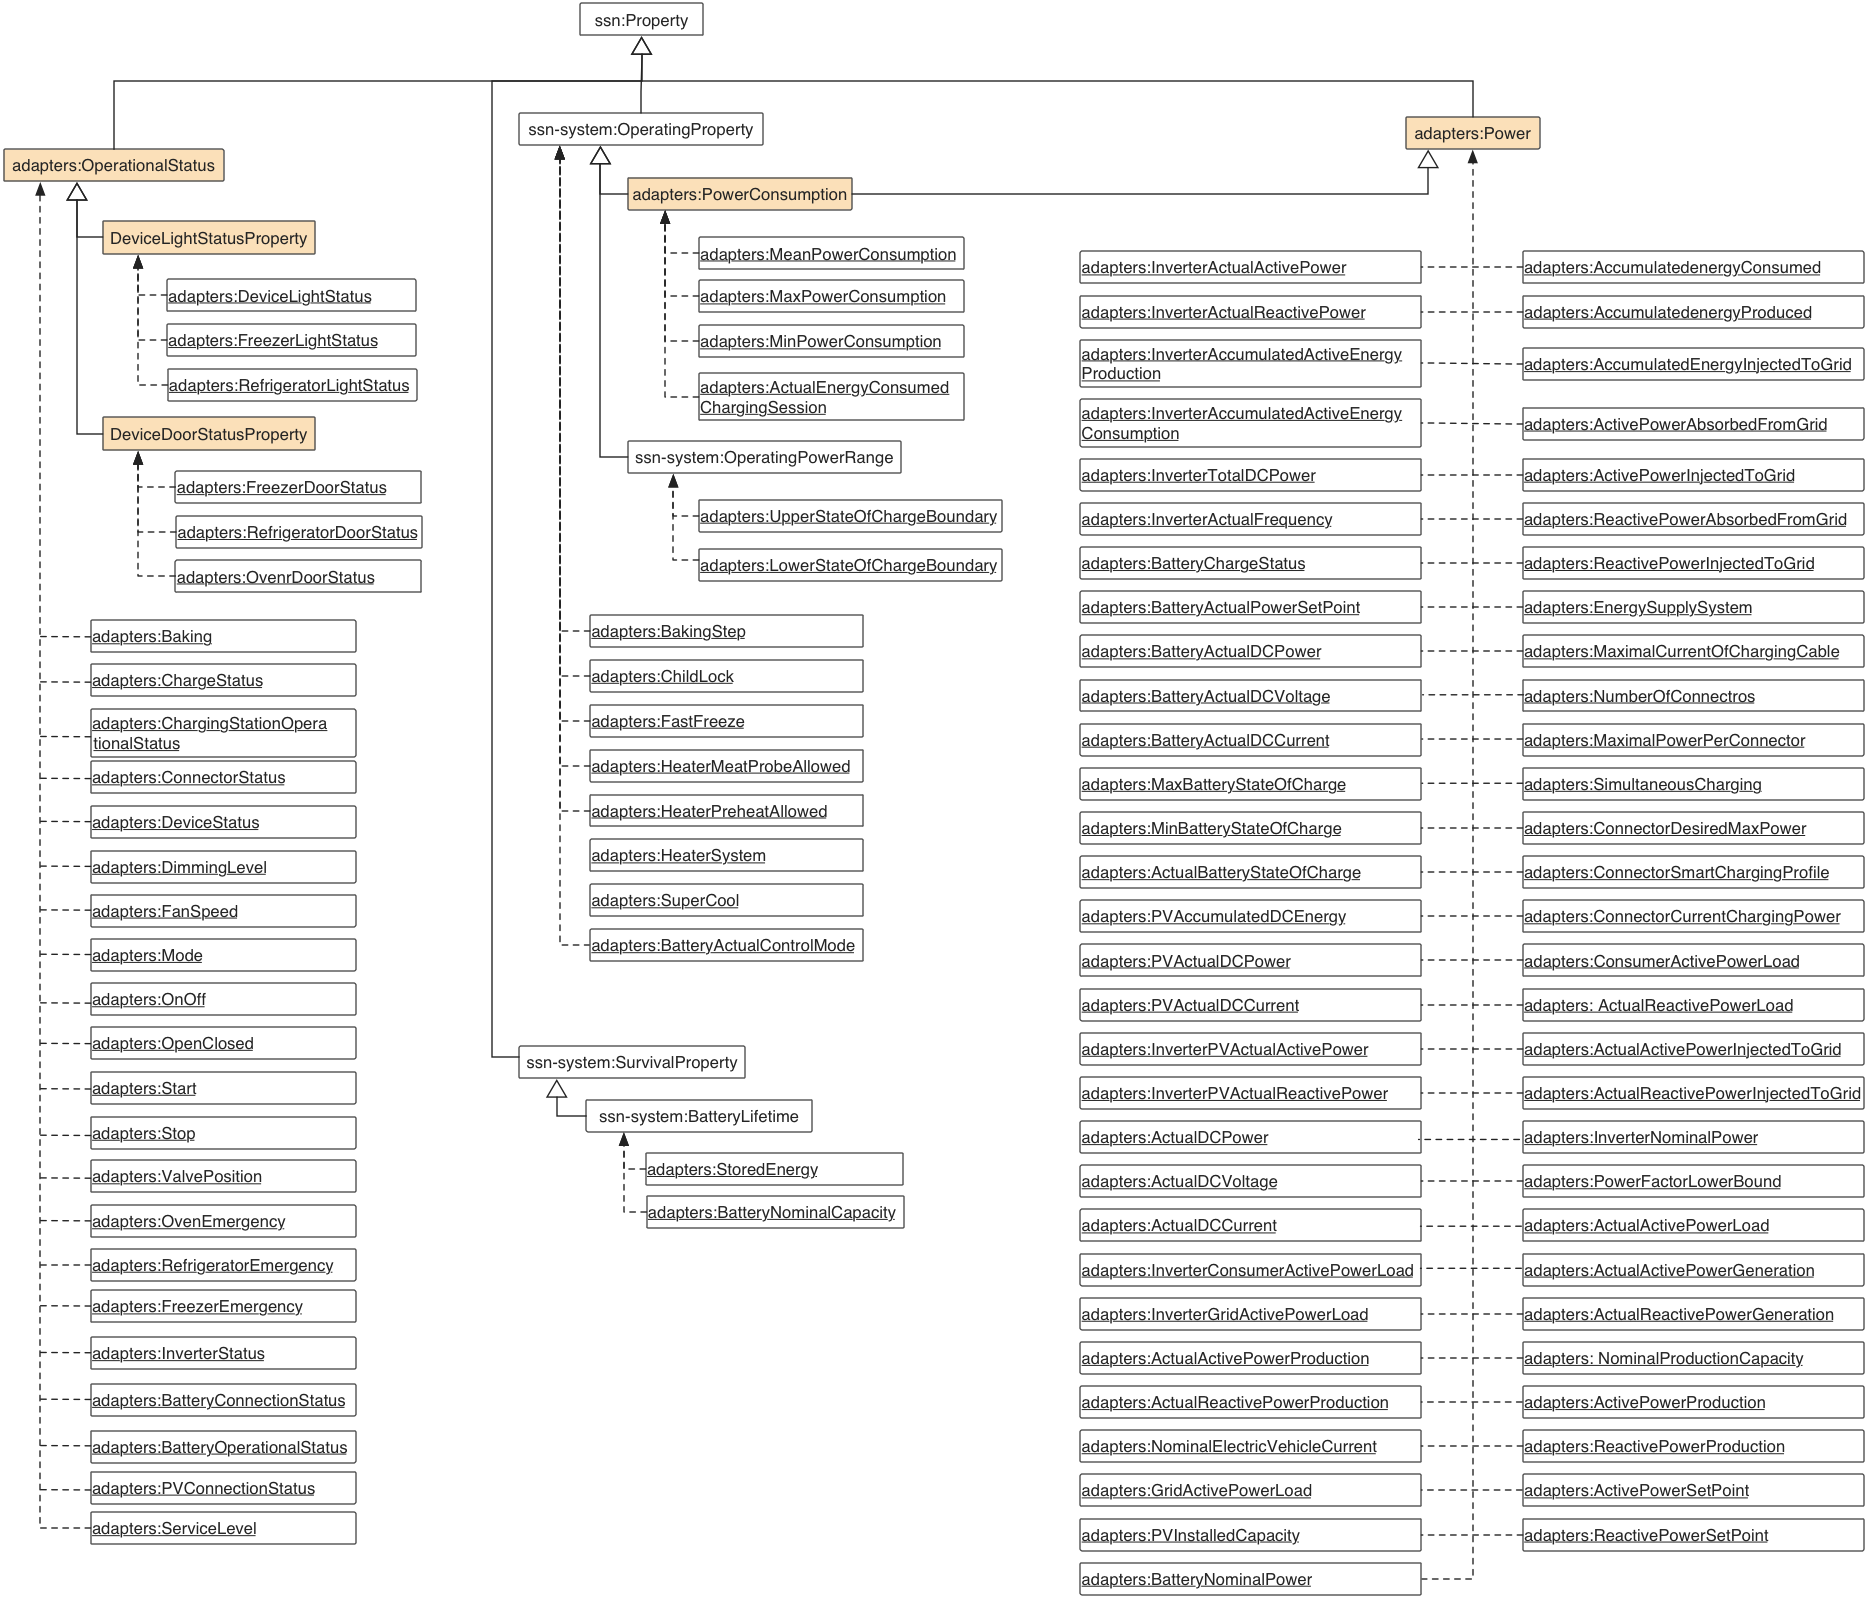 ssn:Property
adapters:OperationalStatus
DeviceLightStatusProperty
adapters:DeviceLightStatus
adapters:FreezerLightStatus
adapters:RefrigeratorLightStatus
DeviceDoorStatusProperty
adapters:FreezerDoorStatus
adapters:RefrigeratorDoorStatus
adapters:OvenrDoorStatus
adapters:Baking
adapters:ChargeStatus
adapters:ChargingStationOpera
tionalStatus
adapters:ConnectorStatus
adapters:DeviceStatus
adapters:DimmingLevel
adapters:FanSpeed
adapters:Mode
adapters:OnOff
adapters:OpenClosed
adapters:Start
adapters:Stop
adapters:ValvePosition
adapters:OvenEmergency
adapters:RefrigeratorEmergency
adapters:FreezerEmergency
adapters:InverterStatus
adapters:BatteryConnectionStatus
adapters:BatteryOperationalStatus
adapters:PVConnectionStatus
adapters:ServiceLevel
ssn-system:OperatingProperty
adapters:PowerConsumption
adapters:MeanPowerConsumption
adapters:MaxPowerConsumption
adapters:MinPowerConsumption
adapters:ActualEnergyConsumed
ChargingSession
ssn-system:OperatingPowerRange
adapters:UpperStateOfChargeBoundary
adapters:LowerStateOfChargeBoundary
adapters:BakingStep
adapters:ChildLock
adapters:FastFreeze
adapters:HeaterMeatProbeAllowed
adapters:HeaterPreheatAllowed
adapters:HeaterSystem
adapters:SuperCool
adapters:BatteryActualControlMode
ssn-system:SurvivalProperty
ssn-system:BatteryLifetime
adapters:StoredEnergy
adapters:BatteryNominalCapacity
adapters:Power
adapters:InverterActualActivePower
adapters:InverterActualReactivePower
adapters:InverterAccumulatedActiveEnergy
Production
adapters:InverterAccumulatedActiveEnergy
Consumption
adapters:InverterTotalDCPower
adapters:InverterActualFrequency
adapters:BatteryChargeStatus
adapters:BatteryActualPowerSetPoint
adapters:BatteryActualDCPower
adapters:BatteryActualDCVoltage
adapters:BatteryActualDCCurrent
adapters:MaxBatteryStateOfCharge
adapters:MinBatteryStateOfCharge
adapters:ActualBatteryStateOfCharge
adapters:PVAccumulatedDCEnergy
adapters:PVActualDCPower
adapters:PVActualDCCurrent
adapters:InverterPVActualActivePower
adapters:InverterPVActualReactivePower
adapters:ActualDCPower
adapters:ActualDCVoltage
adapters:ActualDCCurrent
adapters:InverterConsumerActivePowerLoad
adapters:InverterGridActivePowerLoad
adapters:ActualActivePowerProduction
adapters:ActualReactivePowerProduction
adapters:NominalElectricVehicleCurrent
adapters:GridActivePowerLoad
adapters:PVInstalledCapacity
adapters:BatteryNominalPower
adapters:AccumulatedenergyConsumed
adapters:AccumulatedenergyProduced
adapters:AccumulatedEnergyInjectedToGrid
adapters:ActivePowerAbsorbedFromGrid
adapters:ActivePowerInjectedToGrid
adapters:ReactivePowerAbsorbedFromGrid
adapters:ReactivePowerInjectedToGrid
adapters:EnergySupplySystem
adapters:MaximalCurrentOfChargingCable
adapters:NumberOfConnectros
adapters:MaximalPowerPerConnector
adapters:SimultaneousCharging
adapters:ConnectorDesiredMaxPower
adapters:ConnectorSmartChargingProfile
adapters:ConnectorCurrentChargingPower
adapters:ConsumerActivePowerLoad
adapters: ActualReactivePowerLoad
adapters:ActualActivePowerInjectedToGrid
adapters:ActualReactivePowerInjectedToGrid
adapters:InverterNominalPower
adapters:PowerFactorLowerBound
adapters:ActualActivePowerLoad
adapters:ActualActivePowerGeneration
adapters:ActualReactivePowerGeneration
adapters: NominalProductionCapacity
adapters:ActivePowerProduction
adapters:ReactivePowerProduction
adapters:ActivePowerSetPoint
adapters:ReactivePowerSetPoint